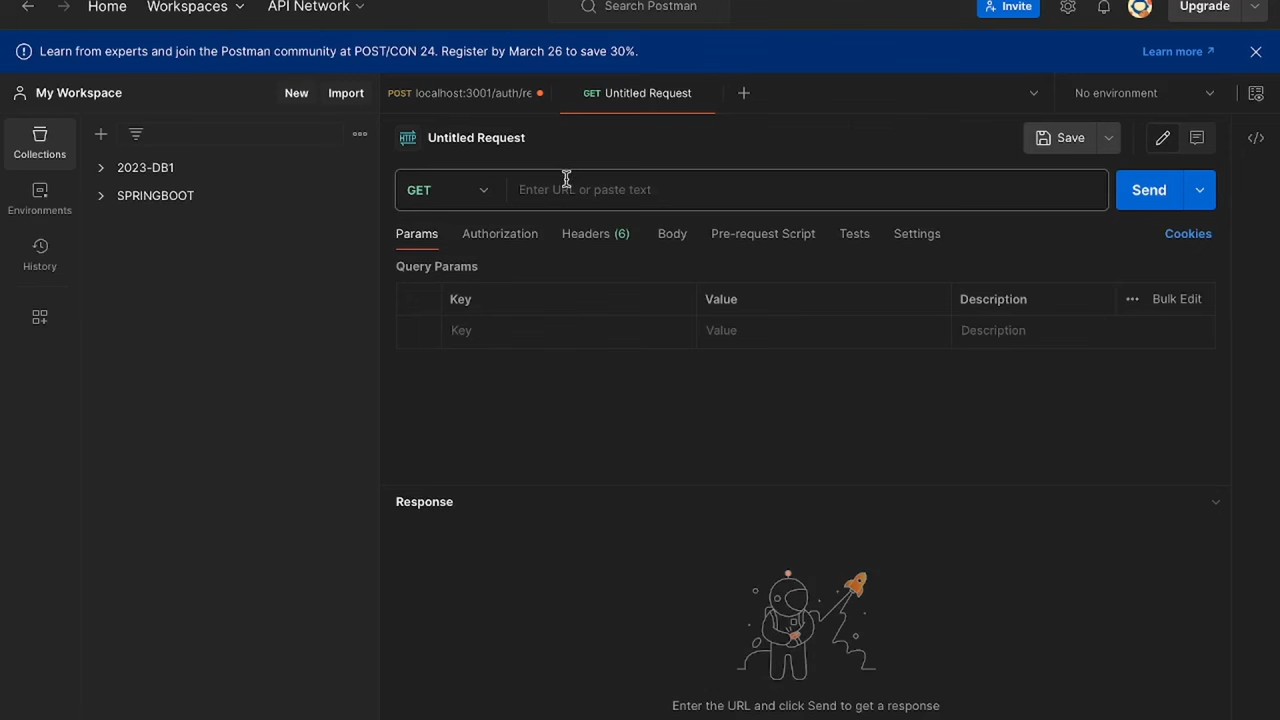 Home Workspaces API Network Search Postman Invite Upgrade
Learn from experts and join the Postman community at POST/CON 24. Register by March 26 to save 30%. Learn more
My Workspace New Import POST localhost:3001/auth/re GET Untitled Request No environment
Collections
Environments
History
2023-DB1
SPRINGBOOT
HTTP Untitled Request Save
GET Enter URL or paste text Send
Params Authorization Headers (6) Body Pre-request Script Tests Settings Cookies
Query Params
Key Value Description Bulk Edit
Key Value Description
Response
Enter the URL and click Send to get a response